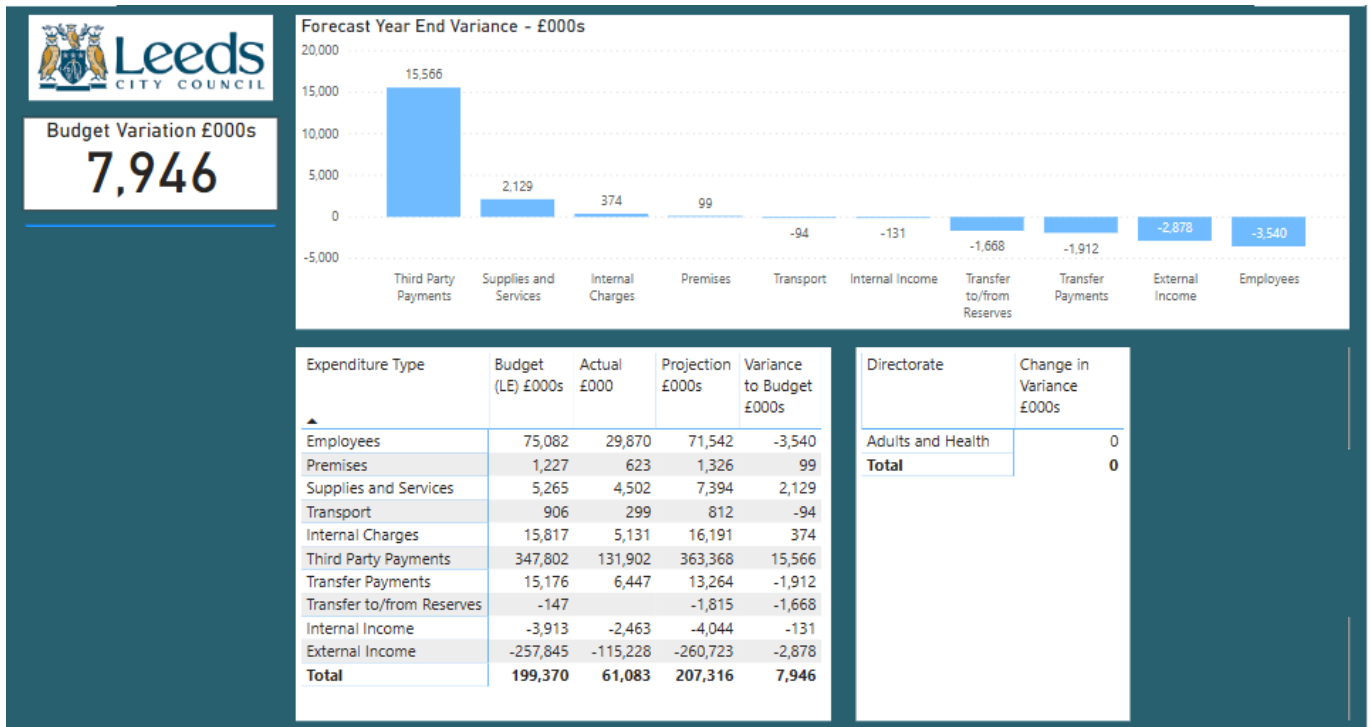 Leeds
CITY COUNCIL
Budget Variation £000s
7,946
Forecast Year End Variance - £000s
20,000
15,000
10,000
5,000
0
-5,000
15,566
2,129
374
99
-94
-131
-1,668
-1,912
-2,878
-3,540
Third Party
Payments
Supplies and
Services
Internal
Charges
Premises
Transport
Internal Income
Transfer
to/from
Reserves
Transfer
Payments
External
Income
Employees
Expenditure Type Budget (LE) £000s Actual £000 Projection £000s Variance to Budget £000s
Employees 75,082 29,870 71,542 -3,540
Premises 1,227 623 1,326 99
Supplies and Services 5,265 4,502 7,394 2,129
Transport 906 299 812 -94
Internal Charges 15,817 5,131 16,191 374
Third Party Payments 347,802 131,902 363,368 15,566
Transfer Payments 15,176 6,447 13,264 -1,912
Transfer to/from Reserves -147 -1,815 -1,668
Internal Income -3,913 -2,463 -4,044 -131
External Income -257,845 -115,228 -260,723 -2,878
Total 199,370 61,083 207,316 7,946
Directorate Change in Variance £000s
Adults and Health 0
Total 0